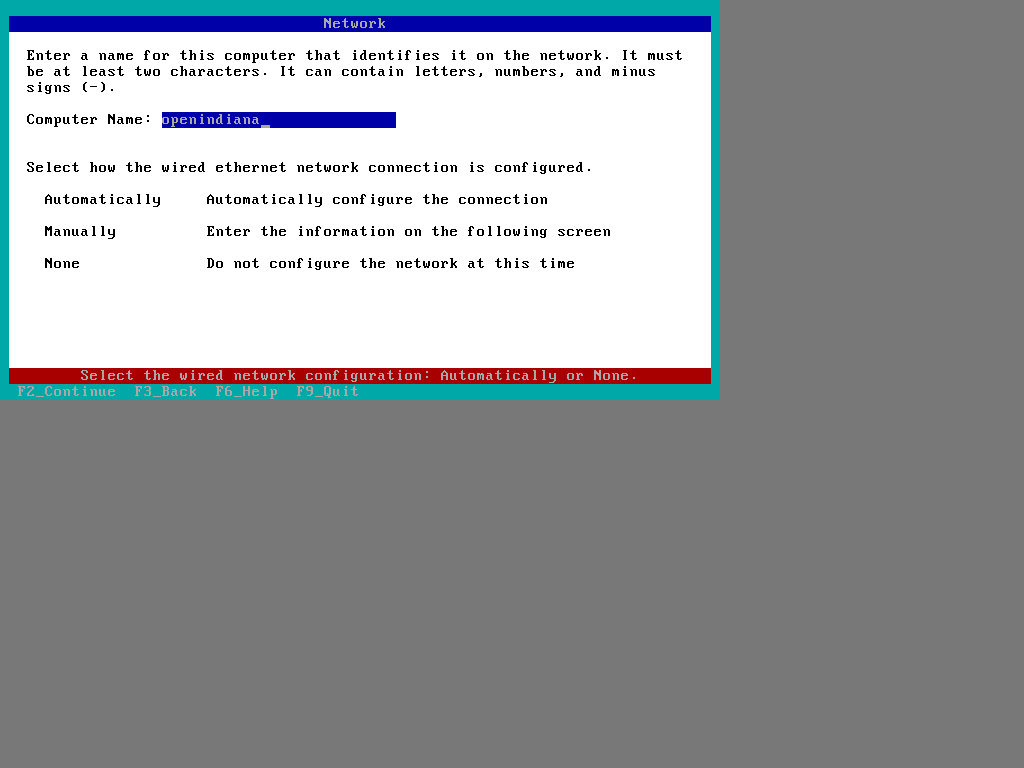 Network
Enter a name for this computer that identifies it on the network. It must
be at least two characters. It can contain letters, numbers, and minus
signs (-).
Computer Name: openindiana_
Select how the wired ethernet network connection is configured.
Automatically Automatically configure the connection
Manually Enter the information on the following screen
None Do not configure the network at this time
Select the wired network configuration: Automatically or None.
F2_Continue F3_Back F6_Help F9_Quit